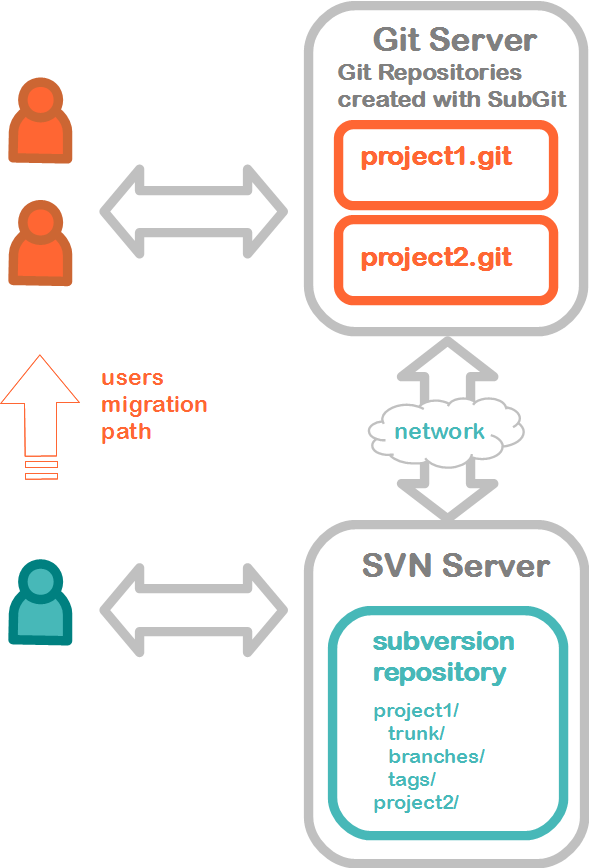 Git Server
Git Repositories
created with SubGit
project1.git
project2.git
users
migration
path
network
SVN Server
subversion
repository
project1/
trunk/
branches/
tags/
project2/